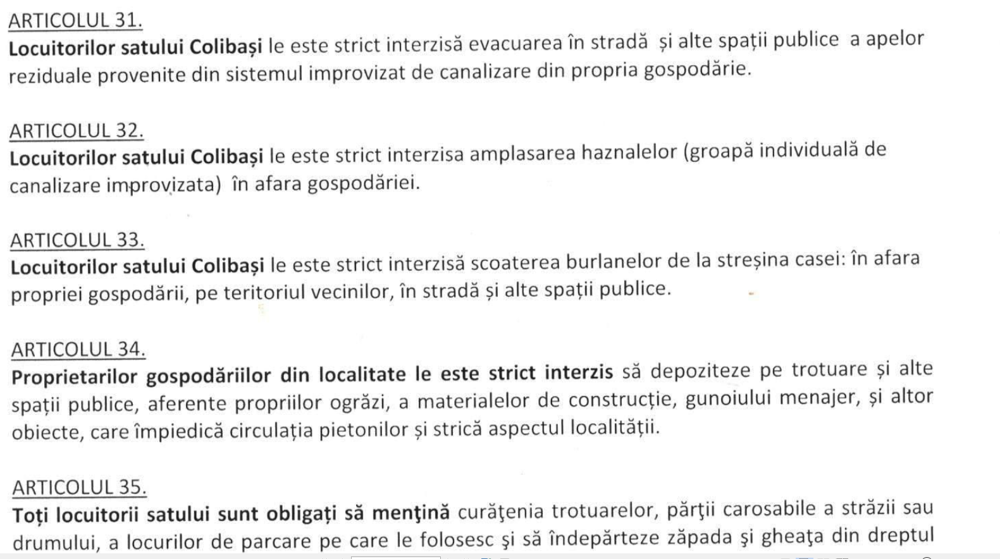 ARTICOLUL 31.
Locuitorilor satului Colibași le este strict interzisă evacuarea în stradă și alte spații publice a apelor
reziduale provenite din sistemul improvizat de canalizare din propria gospodărie.
ARTICOLUL 32.
Locuitorilor satului Colibași le este strict interzisa amplasarea haznalelor (groapă individuală de
canalizare improvizata) în afara gospodăriei.
ARTICOLUL 33.
Locuitorilor satului Colibași le este strict interzisă scoaterea burlanelor de la streșina casei: în afara
propriei gospodării, pe teritoriul vecinilor, în stradă și alte spații publice.
ARTICOLUL 34.
Proprietarilor gospodăriilor din localitate le este strict interzis să depoziteze pe trotuare și alte
spații publice, aferente propriilor ogrăzi, a materialelor de construcție, gunoiului menajer, și altor
obiecte, care împiedică circulația pietonilor și strică aspectul localității.
ARTICOLUL 35.
Toți locuitorii satului sunt obligați să menţină curăţenia trotuarelor, părţii carosabile a străzii sau
drumului, a locurilor de parcare pe care le folosesc şi să îndepărteze zăpada şi gheaţa din dreptul